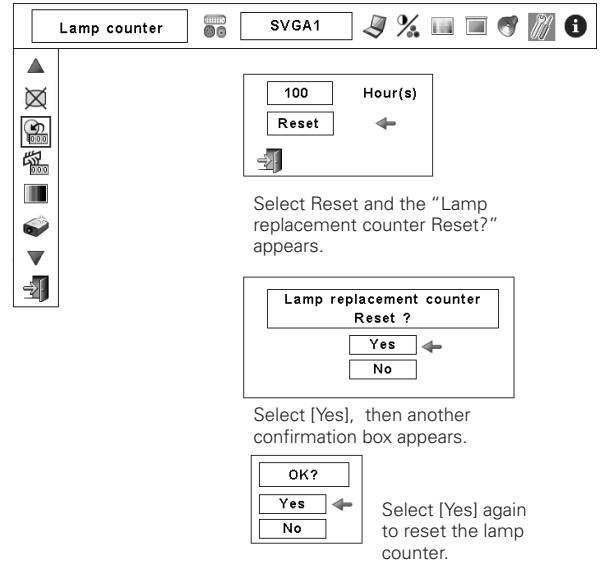 Lamp counter
SVGA1
100 Hour(s)
Reset
Select Reset and the “Lamp
replacement counter Reset?”
appears.
Lamp replacement counter
Reset ?
Yes
No
Select [Yes],  then another
confirmation box appears.
OK?
Yes
No
Select [Yes] again
to reset the lamp
counter.